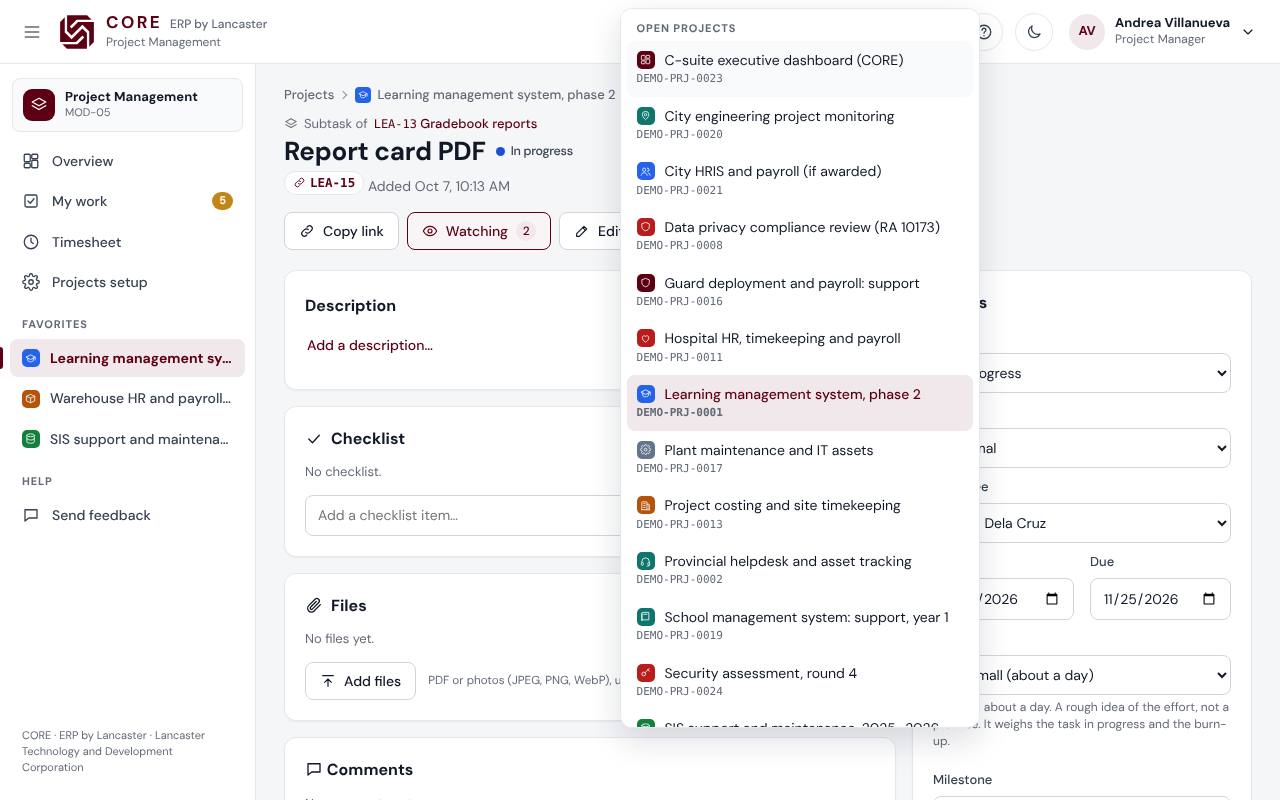 CORE ERP by Lancaster
Project Management
AV
Andrea Villanueva
Project Manager
Project Management
MOD-05
Overview
My work
5
Timesheet
Projects setup
FAVORITES
Learning management sy...
Warehouse HR and payroll...
SIS support and maintena...
HELP
Send feedback
CORE · ERP by Lancaster · Lancaster
Technology and Development
Corporation
Projects
Learning management system, phase 2
Subtask of LEA-13 Gradebook reports
Report card PDF
In progress
LEA-15
Added Oct 7, 10:13 AM
Copy link
Watching 2
Description
Add a description...
Checklist
No checklist.
Add a checklist item...
Files
No files yet.
Add files
PDF or photos (JPEG, PNG, WebP),
Comments
OPEN PROJECTS
C-suite executive dashboard (CORE)
DEMO-PRJ-0023
City engineering project monitoring
DEMO-PRJ-0020
City HRIS and payroll (if awarded)
DEMO-PRJ-0021
Data privacy compliance review (RA 10173)
DEMO-PRJ-0008
Guard deployment and payroll: support
DEMO-PRJ-0016
Hospital HR, timekeeping and payroll
DEMO-PRJ-0011
Learning management system, phase 2
DEMO-PRJ-0001
Plant maintenance and IT assets
DEMO-PRJ-0017
Project costing and site timekeeping
DEMO-PRJ-0013
Provincial helpdesk and asset tracking
DEMO-PRJ-0002
School management system: support, year 1
DEMO-PRJ-0019
Security assessment, round 4
DEMO-PRJ-0024
SIS support and maintenance, 2025-2026
Dela Cruz
Due
/2026
11/25/2026
(about a day)
about a day. A rough idea of the effort, not a
It weighs the task in progress and the burn-
up.
Milestone